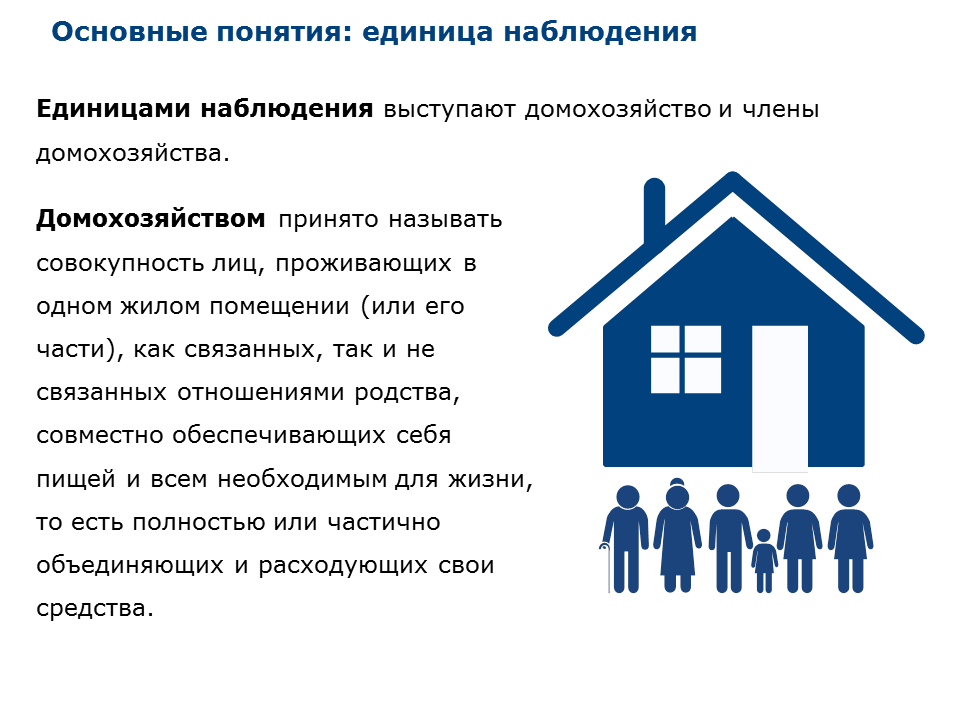 Основные понятия: единица наблюдения
Единицами наблюдения выступают домохозяйство и члены
домохозяйства.
Домохозяйством принято называть
совокупность лиц, проживающих в
одном жилом помещении (или его
части), как связанных, так и не
связанных отношениями родства,
совместно обеспечивающих себя
пищей и всем необходимым для жизни,
то есть полностью или частично
объединяющих и расходующих свои
средства.